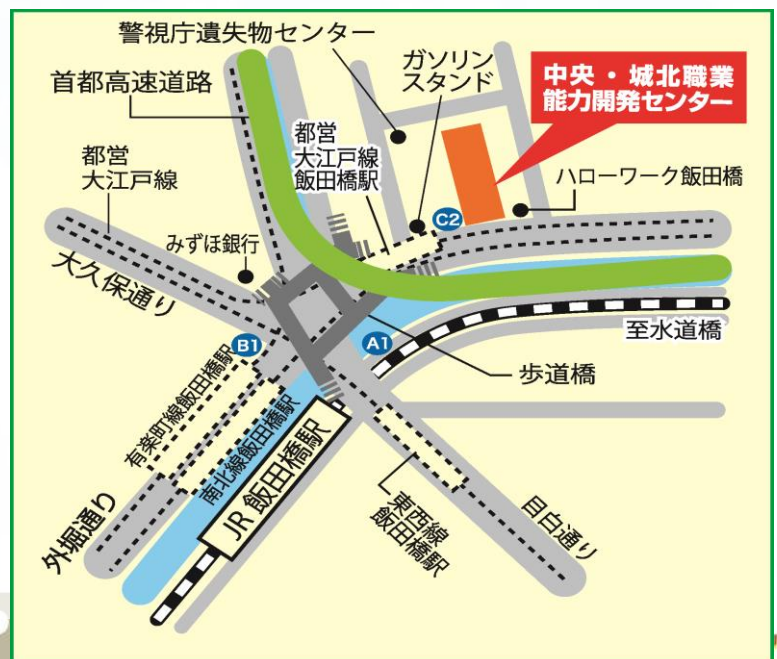 警視庁遺失物センター
首都高速道路
ガソリン
スタンド
中央・城北職業
能力開発センター
都営
大江戸線
飯田橋駅
都営
大江戸線
ハローワーク飯田橋
C2
みずほ銀行
大久保通り
B1
A1
至水道橋
歩道橋
有楽町線飯田橋駅
南北線飯田橋駅
JR 飯田橋駅
東西線
飯田橋駅
目白通り
外堀通り